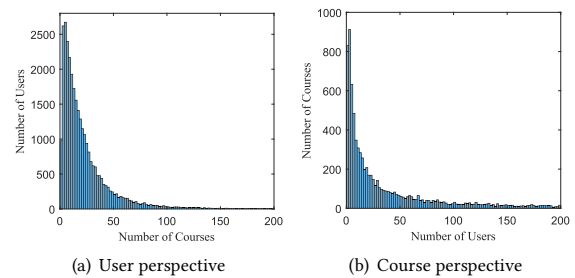 2500
2000
1500
1000
500
0
Number of Users
0 50 100 150 200
Number of Courses
(a) User perspective
1000
800
600
400
200
0
Number of Courses
0 50 100 150 200
Number of Users
(b) Course perspective